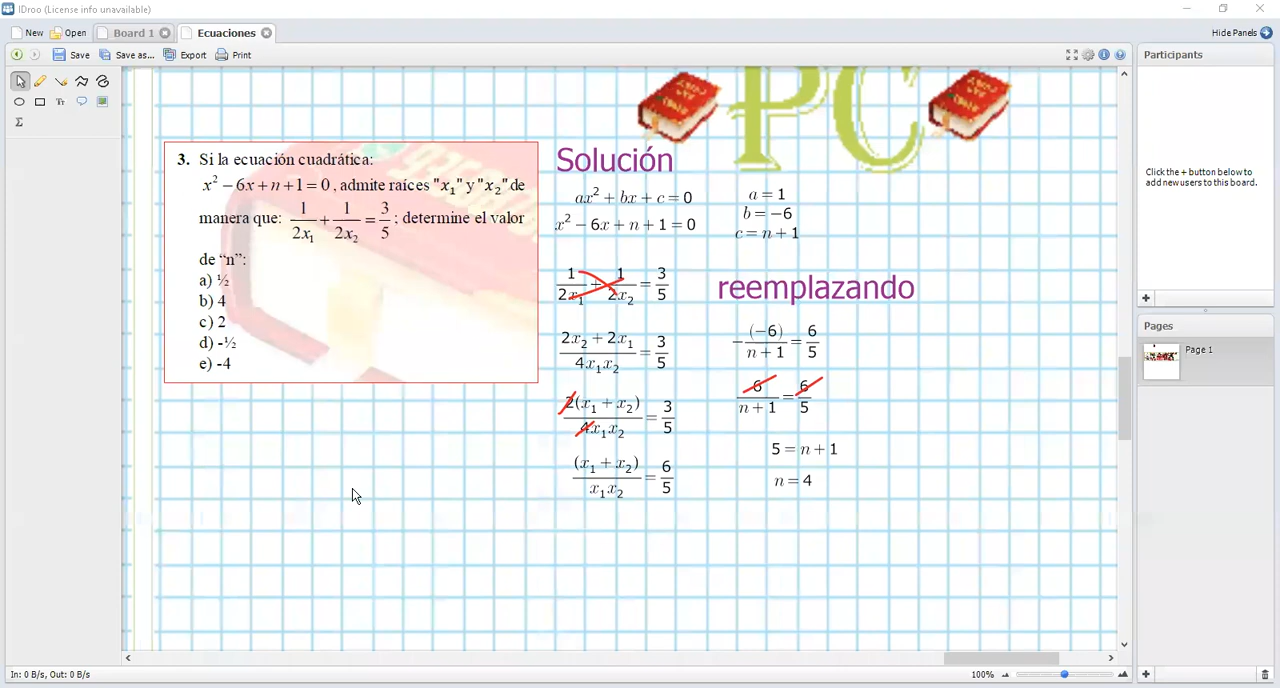 IDroo (License info unavailable)
New Open Board 1 Ecuaciones Hide Panels
Save Save as... Export Print
Participants
Click the + button below to
add new users to this board.
Pages
Page 1
PC
3. Si la ecuación cuadrática:
x² − 6x + n + 1 = 0, admite raíces "x₁" y "x₂" de
manera que: 1/2x₁ + 1/2x₂ = 3/5; determine el valor
de “n”:
a) ½
b) 4
c) 2
d) -½
e) -4
Solución
ax² + bx + c = 0
x² − 6x + n + 1 = 0
a = 1
b = −6
c = n + 1
1/2x₁ + 1/2x₂ = 3/5
2x₂ + 2x₁/4x₁x₂ = 3/5
2(x₁ + x₂)/4x₁x₂ = 3/5
(x₁ + x₂)/x₁x₂ = 6/5
reemplazando
−(−6)/n + 1 = 6/5
6/n + 1 = 6/5
5 = n + 1
n = 4
In: 0 B/s, Out: 0 B/s
100%